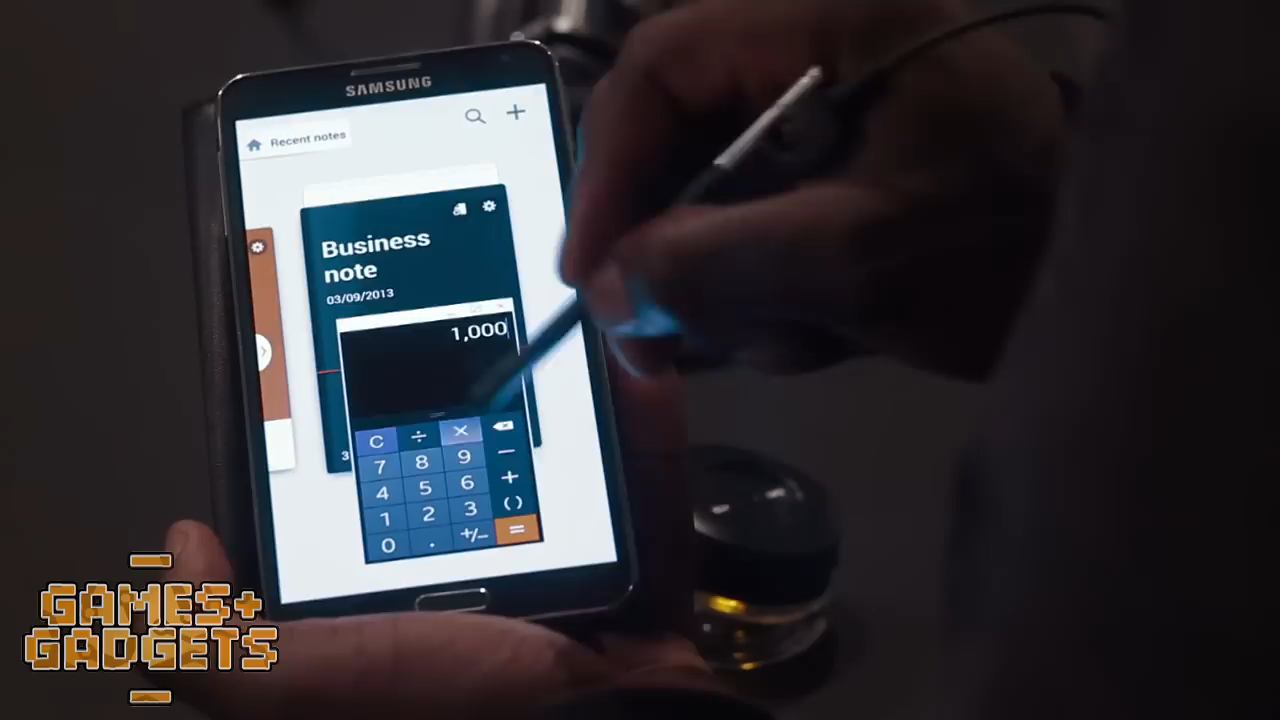 SAMSUNG
Recent notes
Business
note
03/09/2013
1,000
C ÷ ×
7 8 9 –
4 5 6 +
1 2 3 ( )
0 . +/– =
3
GAMES+
GADGETS